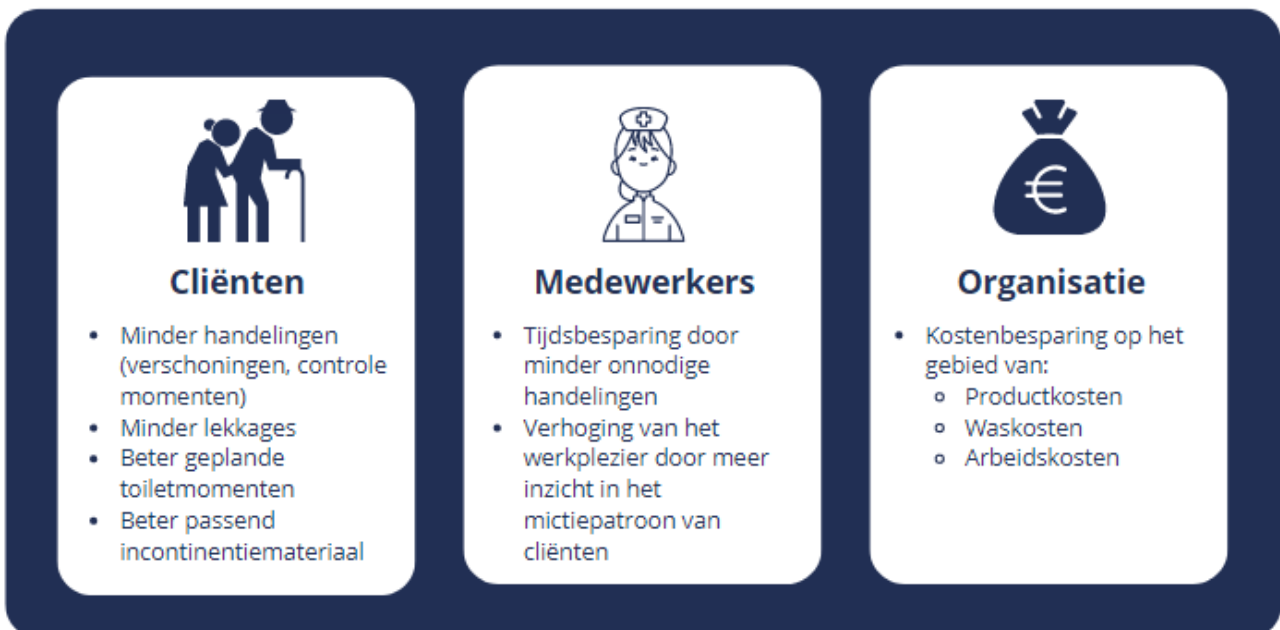 Cliënten
• Minder handelingen
(verschoningen, controle
momenten)
• Minder lekkages
• Beter geplande
toiletmomenten
• Beter passend
incontinentiemateriaal
Medewerkers
• Tijdsbesparing door
minder onnodige
handelingen
• Verhoging van het
werkplezier door meer
inzicht in het
mictiepatroon van
cliënten
€
Organisatie
• Kostenbesparing op het
gebied van:
o Productkosten
o Waskosten
o Arbeidskosten